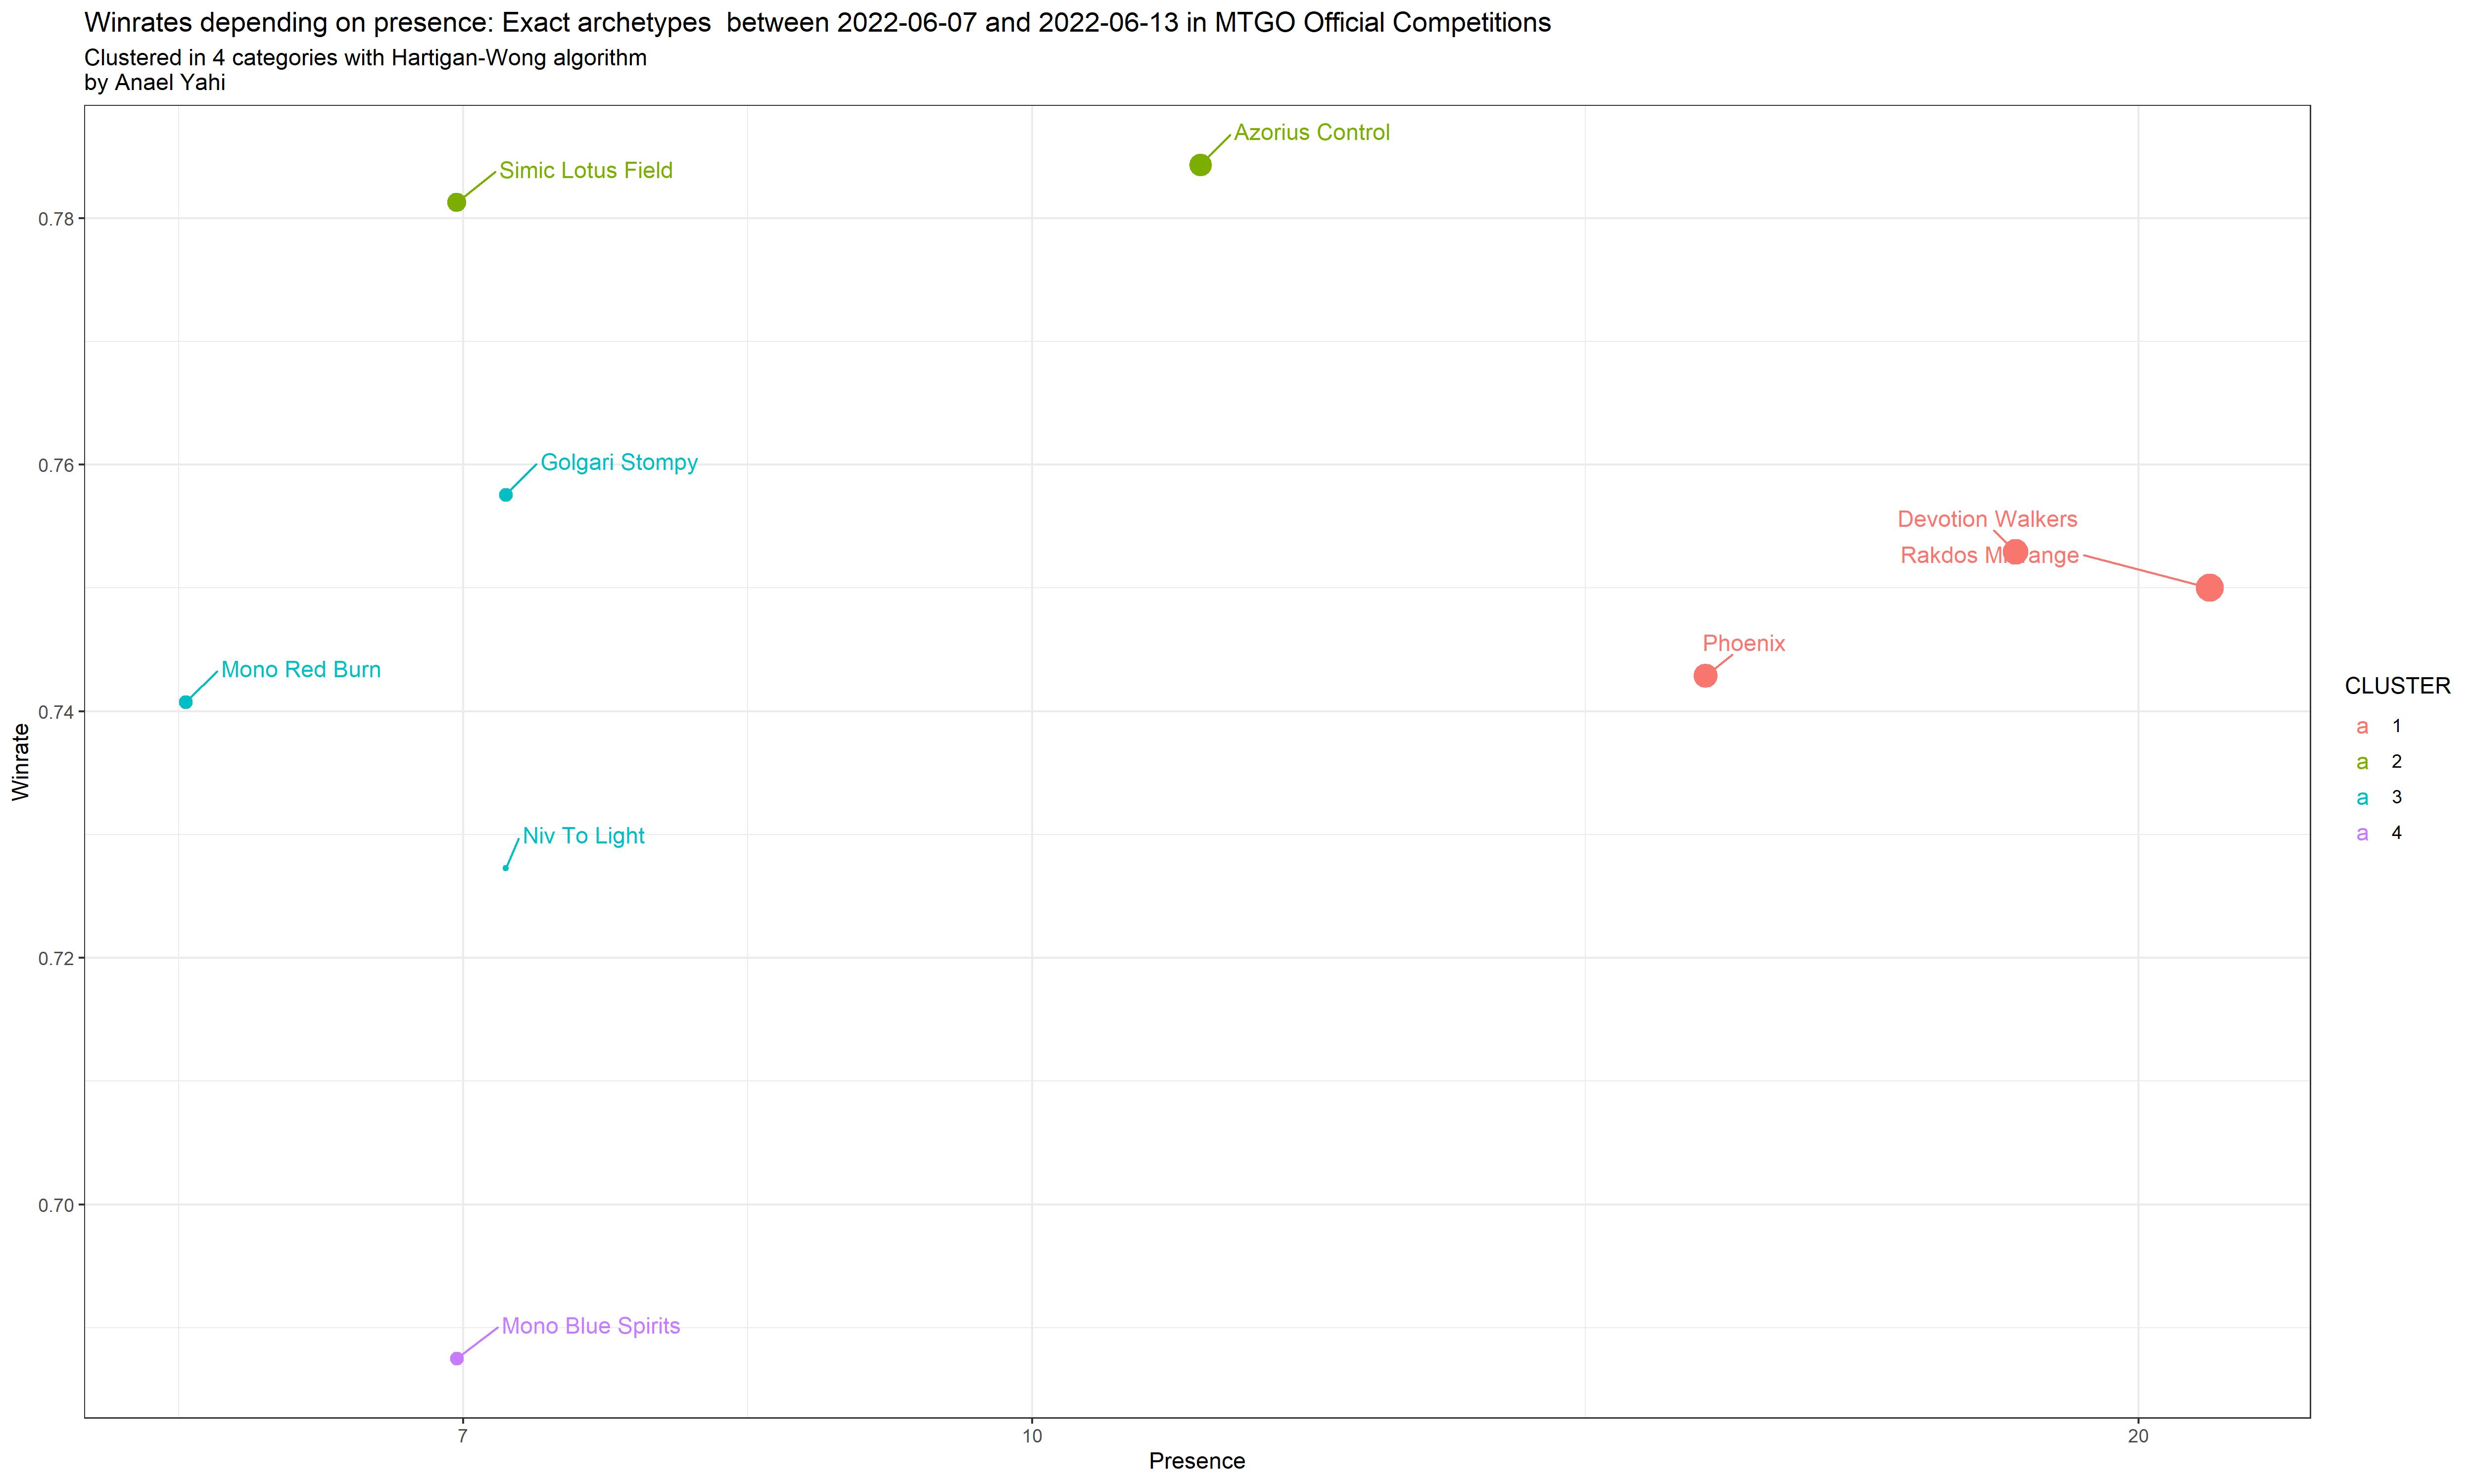 Winrates depending on presence: Exact archetypes  between 2022-06-07 and 2022-06-13 in MTGO Official Competitions
Clustered in 4 categories with Hartigan-Wong algorithm
by Anael Yahi
Azorius Control
Simic Lotus Field
0.78
Golgari Stompy
0.76
Devotion Walkers
Rakdos
Phoenix
Mono Red Burn
0.74
Winrate
Niv To Light
0.72
0.70
Mono Blue Spirits
7
10
20
Presence
CLUSTER
a 1
a 2
a 3
a 4